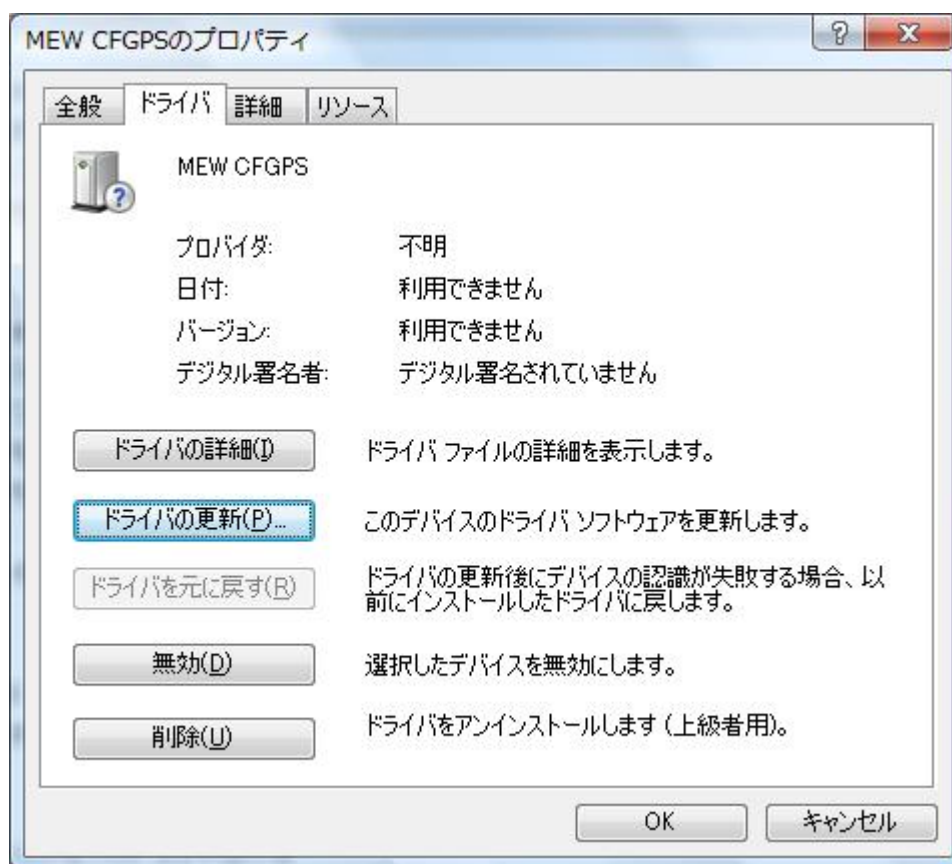 MEW CFGPSのプロパティ
全般 ドライバ 詳細 リソース
MEW CFGPS
プロバイダ: 不明
日付: 利用できません
バージョン: 利用できません
デジタル署名者: デジタル署名されていません
ドライバの詳細(I) ドライバ ファイルの詳細を表示します。
ドライバの更新(P)... このデバイスのドライバ ソフトウェアを更新します。
ドライバを元に戻す(R) ドライバの更新後にデバイスの認識が失敗する場合、以
前にインストールしたドライバに戻します。
無効(D) 選択したデバイスを無効にします。
削除(U) ドライバをアンインストールします (上級者用)。
OK キャンセル